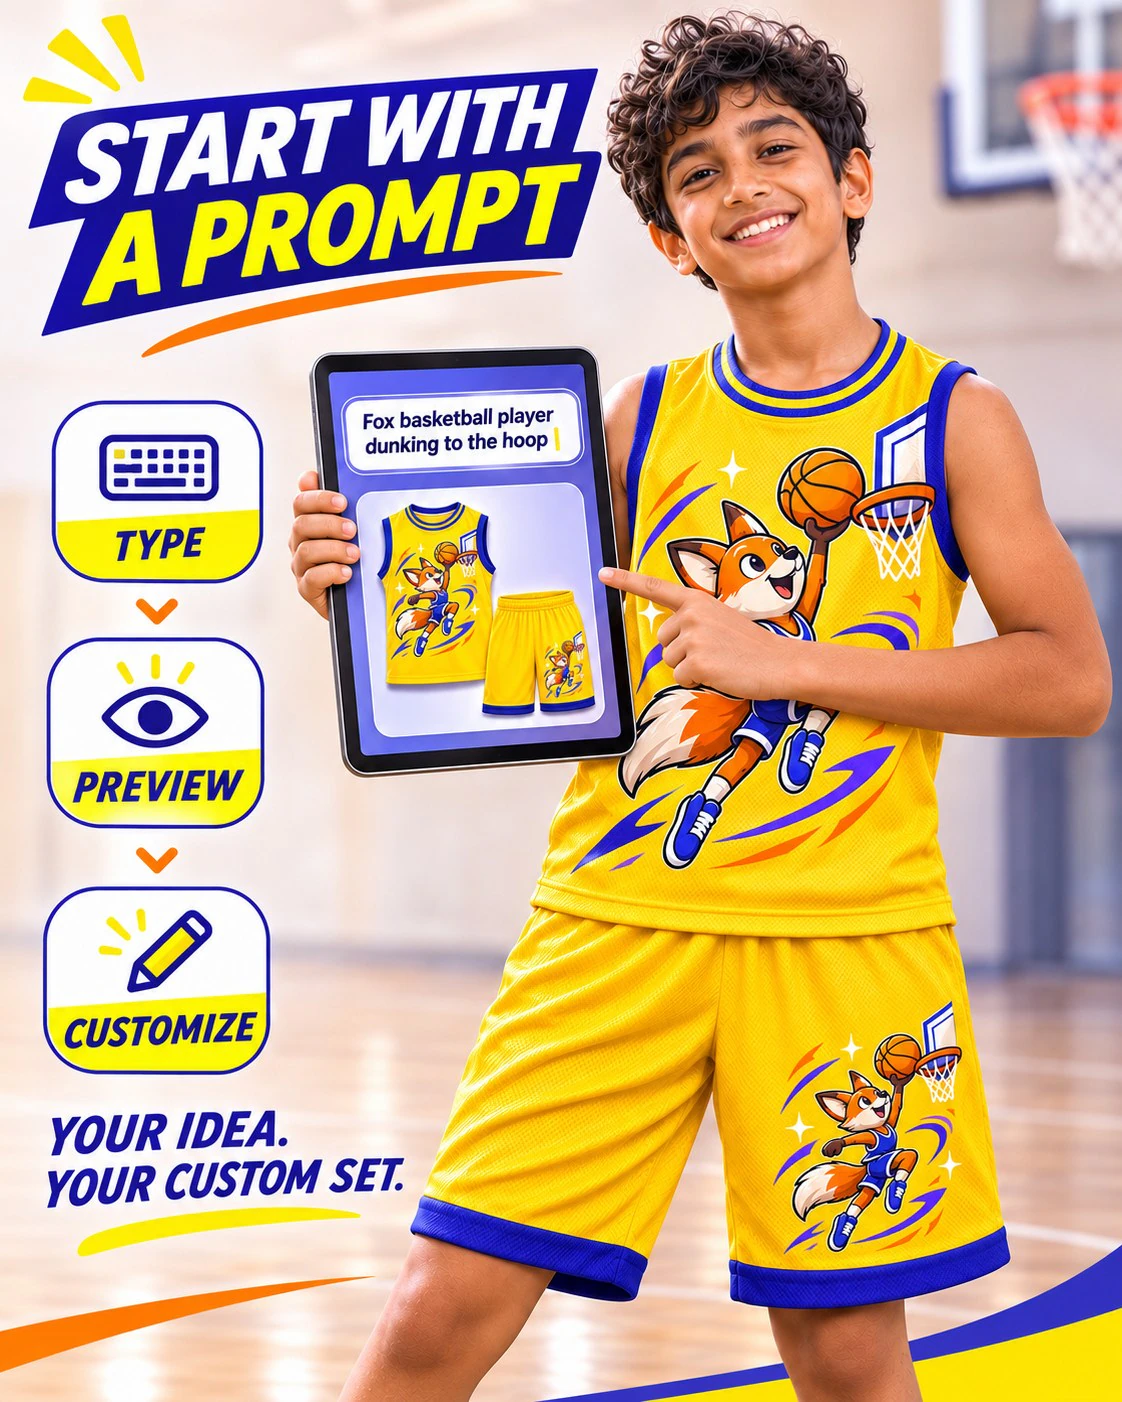 START WITH
A PROMPT
Fox basketball player
dunking to the hoop
TYPE
PREVIEW
CUSTOMIZE
YOUR IDEA.
YOUR CUSTOM SET.